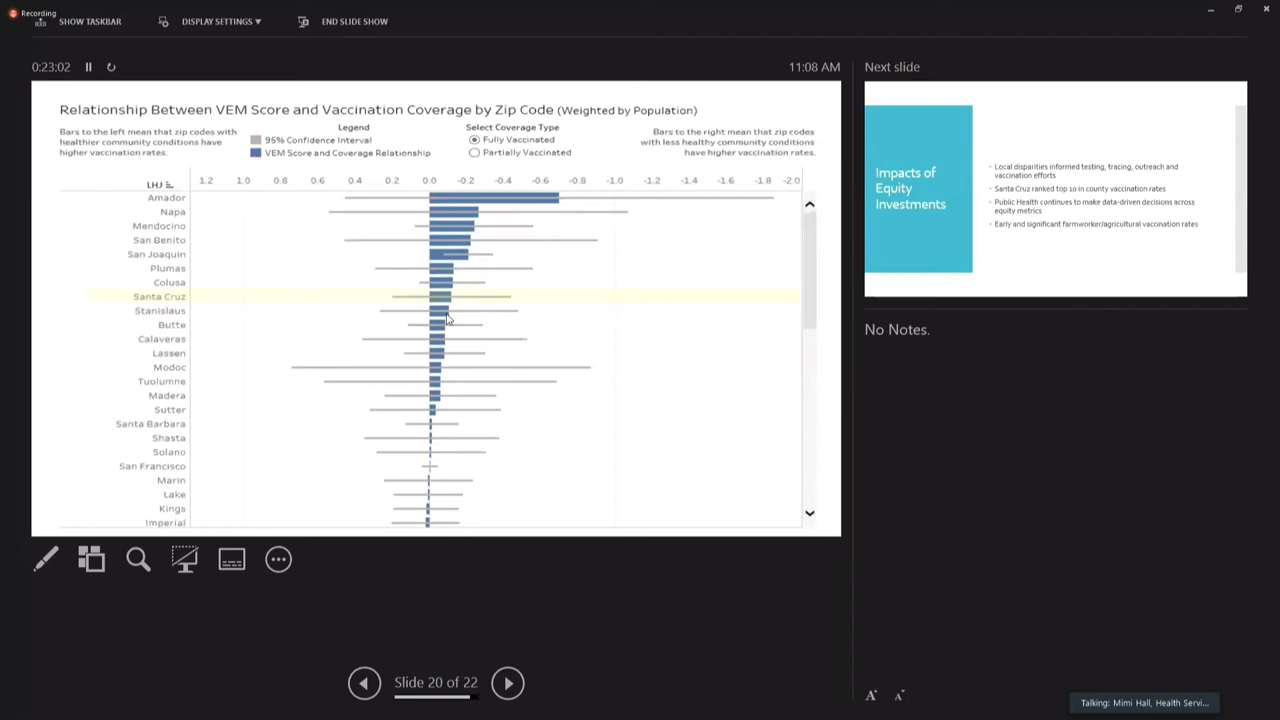 Recording
SHOW TASKBAR
DISPLAY SETTINGS
END SLIDE SHOW
0:23:02
11:08 AM
Relationship Between VEM Score and Vaccination Coverage by Zip Code (Weighted by Population)
Bars to the left mean that zip codes with
healthier community conditions have
higher vaccination rates.
Legend
95% Confidence Interval
VEM Score and Coverage Relationship
Select Coverage Type
Fully Vaccinated
Partially Vaccinated
Bars to the right mean that zip codes
with less healthy community conditions
have higher vaccination rates.
LHJ
1.2 1.0 0.8 0.6 0.4 0.2 0.0 -0.2 -0.4 -0.6 -0.8 -1.0 -1.2 -1.4 -1.6 -1.8 -2.0
Amador
Napa
Mendocino
San Benito
San Joaquin
Plumas
Colusa
Santa Cruz
Stanislaus
Butte
Calaveras
Lassen
Modoc
Tuolumne
Madera
Sutter
Santa Barbara
Shasta
Solano
San Francisco
Marin
Lake
Kings
Imperial
Slide 20 of 22
Next slide
Impacts of
Equity
Investments
- Local disparities informed testing, tracing, outreach and
vaccination efforts
- Santa Cruz ranked top 10 in county vaccination rates
- Public Health continues to make data-driven decisions across
equity metrics
- Early and significant farmworker/agricultural vaccination rates
No Notes.
A A
Talking: Mimi Hall, Health Servi...